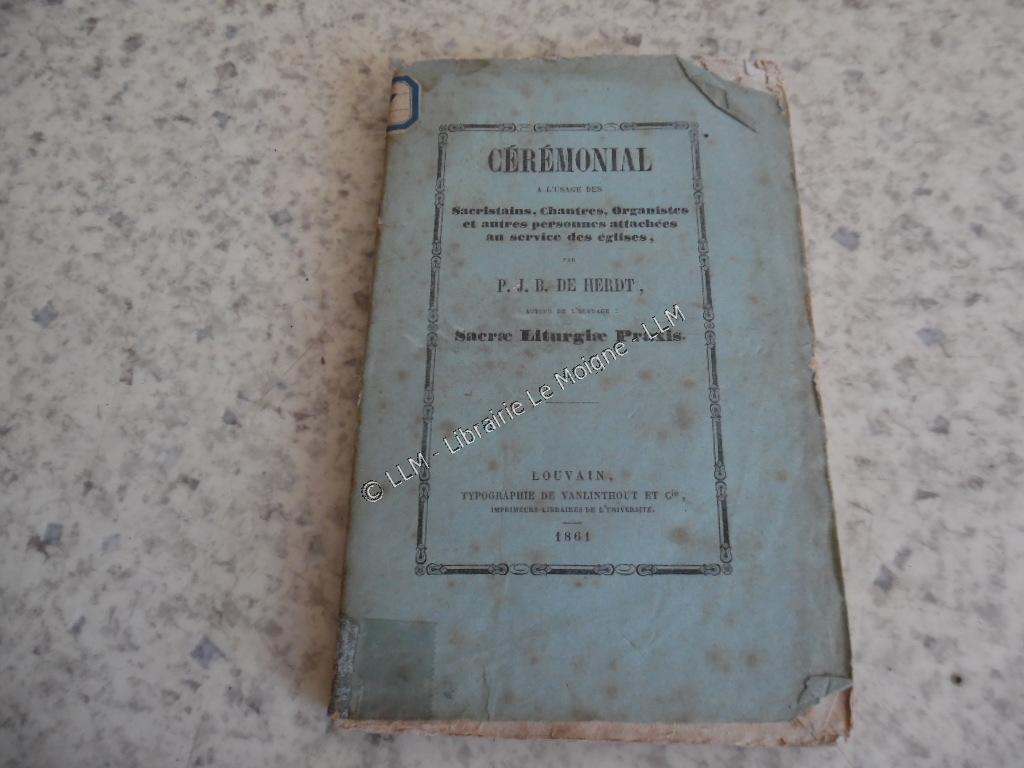 CÉRÉMONIAL
A L'USAGE DES
Sacristains, Chantres, Organistes
et autres personnes attachées
au service des églises,
PAR
P. J. B. DE HERDT,
AUTEUR DE L'OUVRAGE :
Sacræ Liturgiæ Praxis.
© LLM - Librairie Le Moigne - LLM
LOUVAIN,
TYPOGRAPHIE DE VANLINTHOUT ET Cie,
IMPRIMEURS-LIBRAIRES DE L'UNIVERSITÉ.
1861